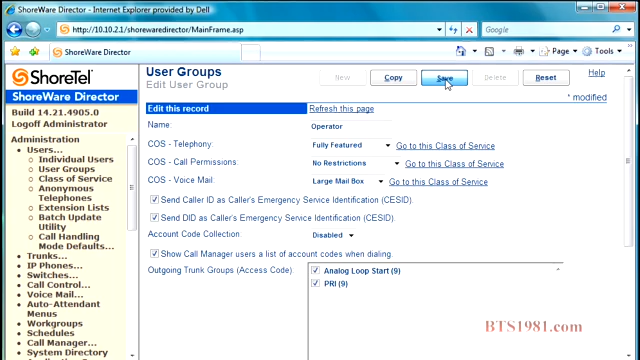 ShoreWare Director - Internet Explorer provided by Dell
http://10.10.2.1/shorewaredirector/MainFrame.asp
Google
ShoreWare Director
Page
Tools
ShoreTel
ShoreWare Director
Build 14.21.4905.0
Logoff Administrator
Administration
Users...
Individual Users
User Groups
Class of Service
Anonymous
Telephones
Extension Lists
Batch Update
Utility
Call Handling
Mode Defaults...
Trunks...
IP Phones...
Switches...
Call Control...
Voice Mail...
Auto-Attendant
Menus
Workgroups
Schedules
Call Manager...
System Directory
User Groups
Edit User Group
New
Copy
Save
Delete
Reset
Help
* modified
Edit this record
Refresh this page
Name:
Operator
COS - Telephony:
Fully Featured
Go to this Class of Service
COS - Call Permissions:
No Restrictions
Go to this Class of Service
COS - Voice Mail:
Large Mail Box
Go to this Class of Service
Send Caller ID as Caller's Emergency Service Identification (CESID).
Send DID as Caller's Emergency Service Identification (CESID).
Account Code Collection:
Disabled
Show Call Manager users a list of account codes when dialing.
Outgoing Trunk Groups (Access Code):
Analog Loop Start (9)
PRI (9)
BTS1981.com